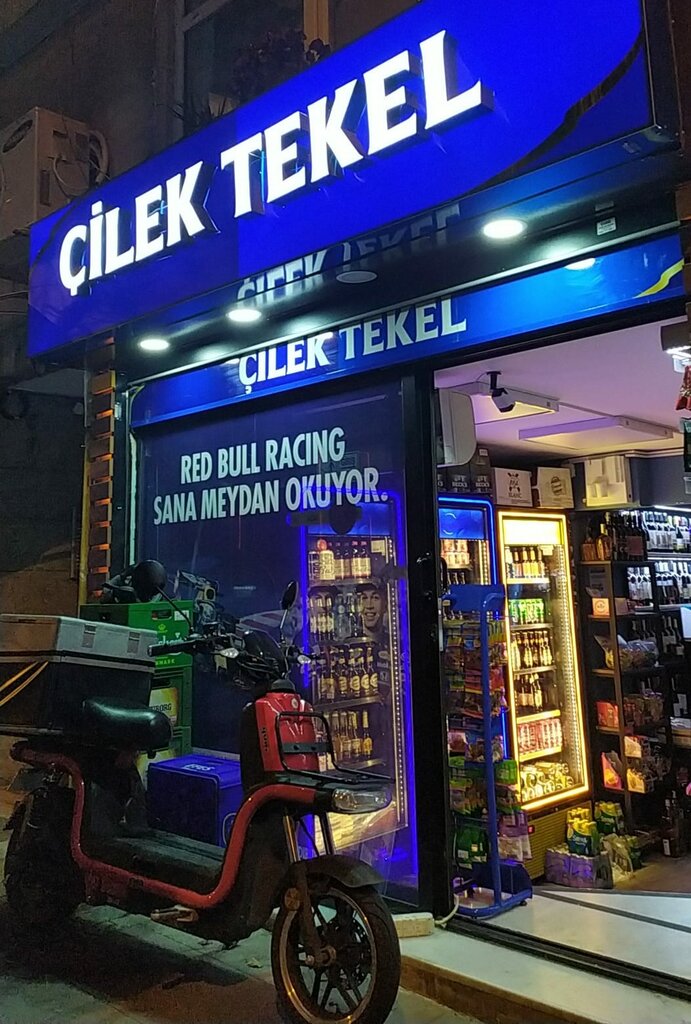 ÇİLEK TEKEL
ÇİLEK TEKEL
RED BULL RACING
SANA MEYDAN OKUYOR.